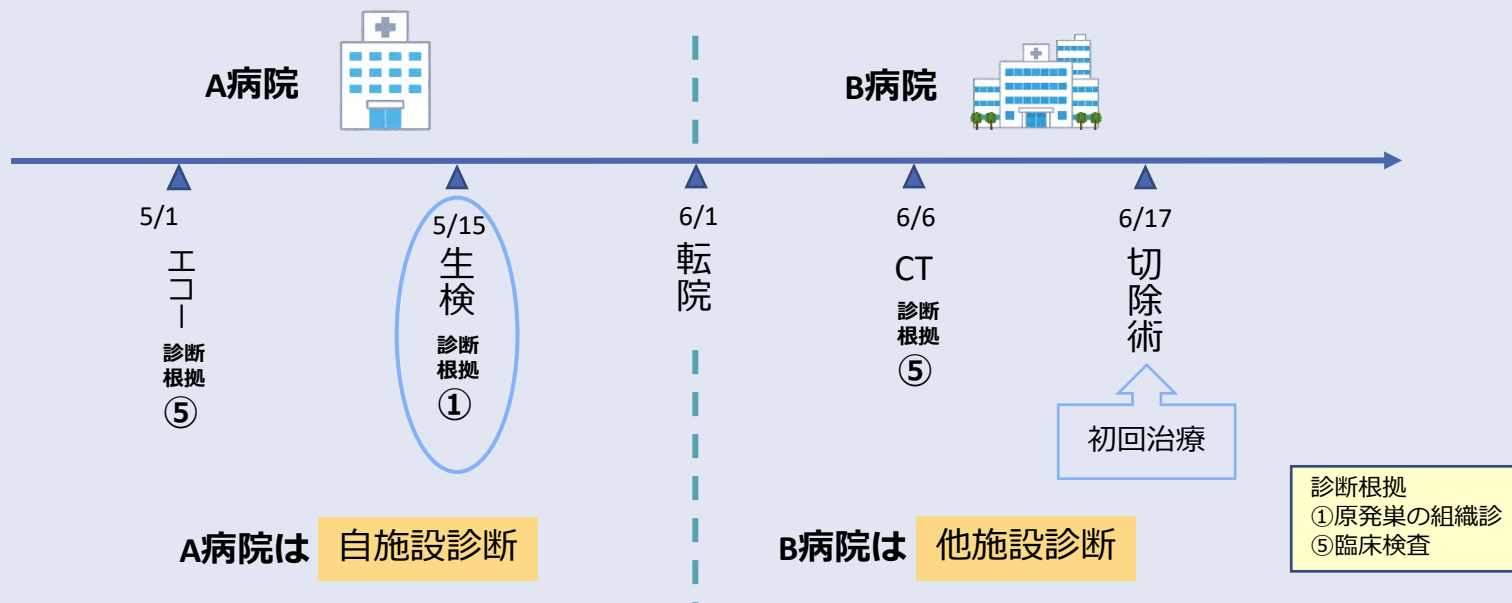 A病院
B病院
5/1
エコー
診断
根拠
⑤
5/15
生検
診断
根拠
①
6/1
転院
6/6
CT
診断
根拠
⑤
6/17
切除術
初回治療
A病院は 自施設診断
B病院は 他施設診断
診断根拠
①原発巣の組織診
⑤臨床検査